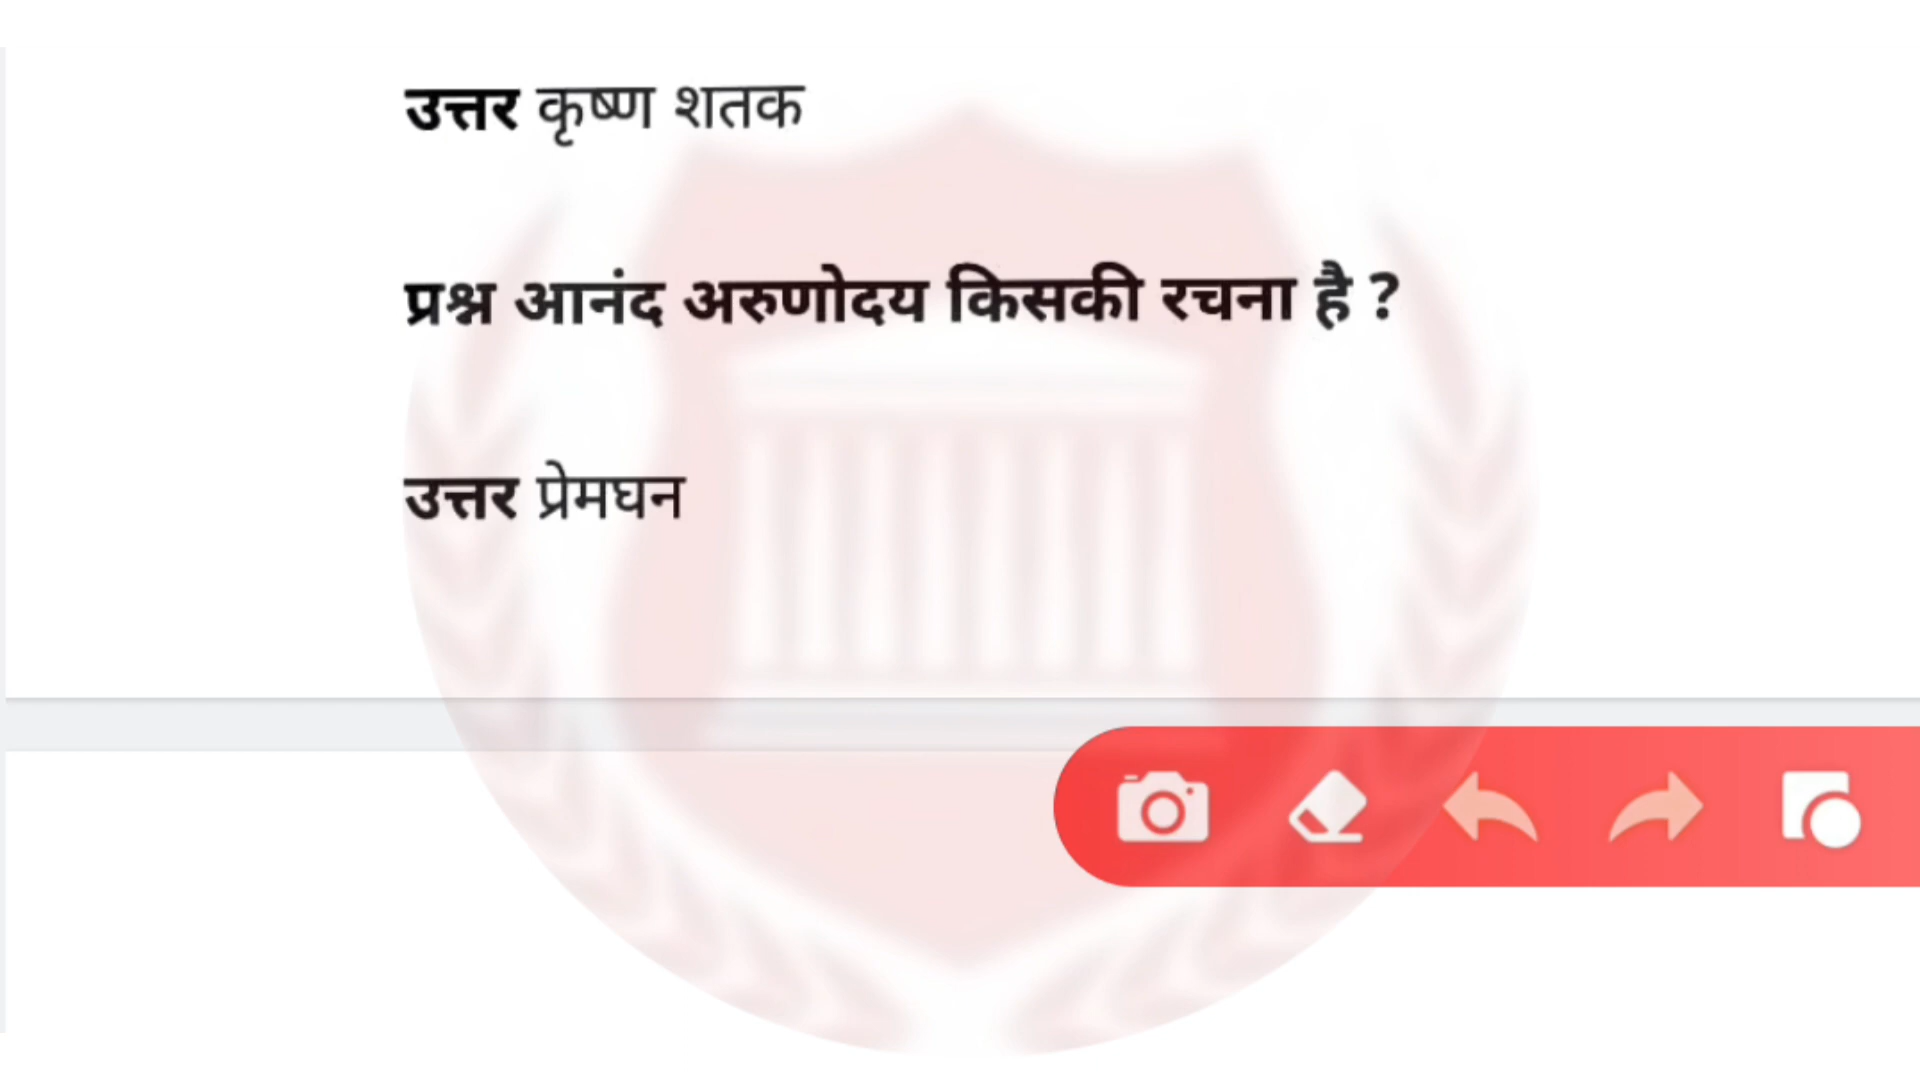 उत्तर कृष्ण शतक
प्रश्न आनंद अरुणोदय किसकी रचना है ?
उत्तर प्रेमघन